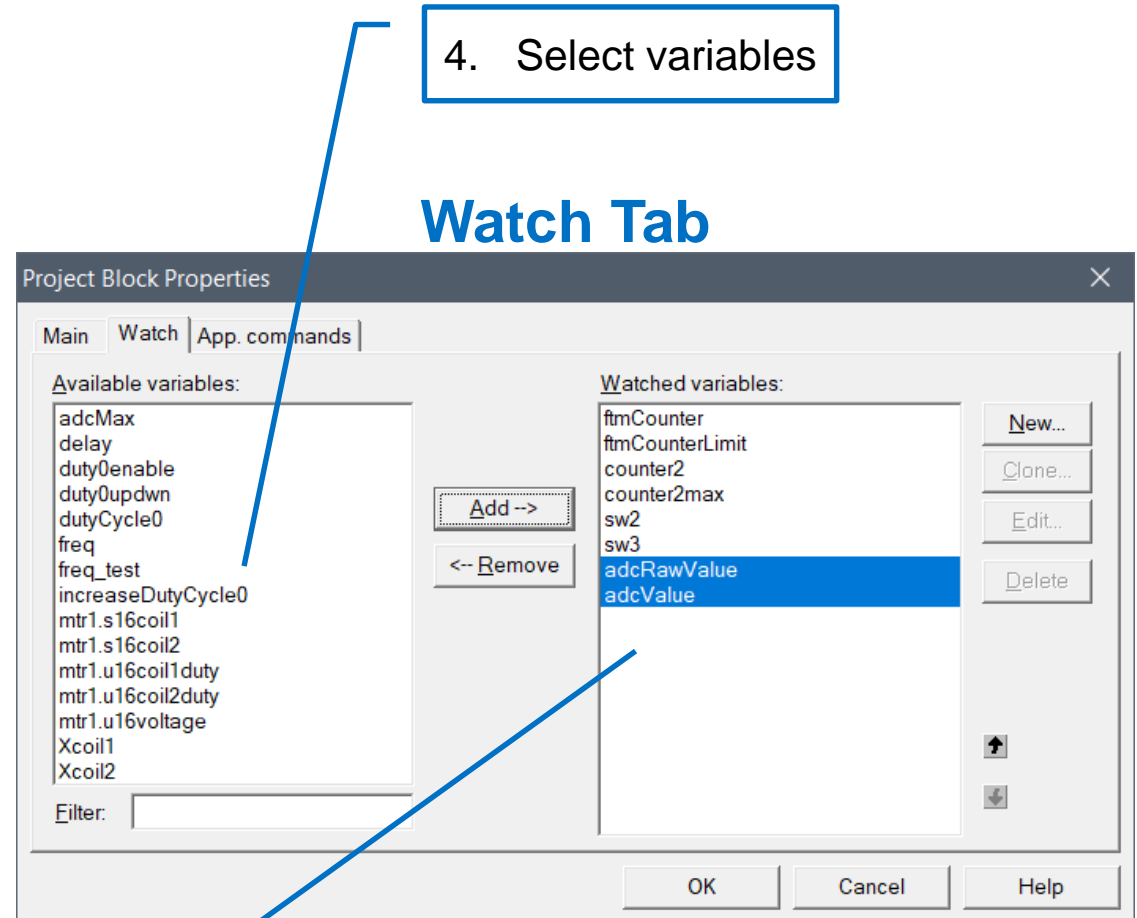 4. Select variables
Watch Tab
Project Block Properties
Main Watch App. commands
Available variables:
adcMax
delay
duty0enable
duty0updwn
dutyCycle0
freq
freq_test
increaseDutyCycle0
mtr1.s16coil1
mtr1.s16coil2
mtr1.u16coil1duty
mtr1.u16coil2duty
mtr1.u16voltage
Xcoil1
Xcoil2
Filter:
Add -->
<-- Remove
Watched variables:
ftmCounter
ftmCounterLimit
counter2
counter2max
sw2
sw3
adcRawValue
adcValue
New...
Clone...
Edit...
Delete
OK Cancel Help